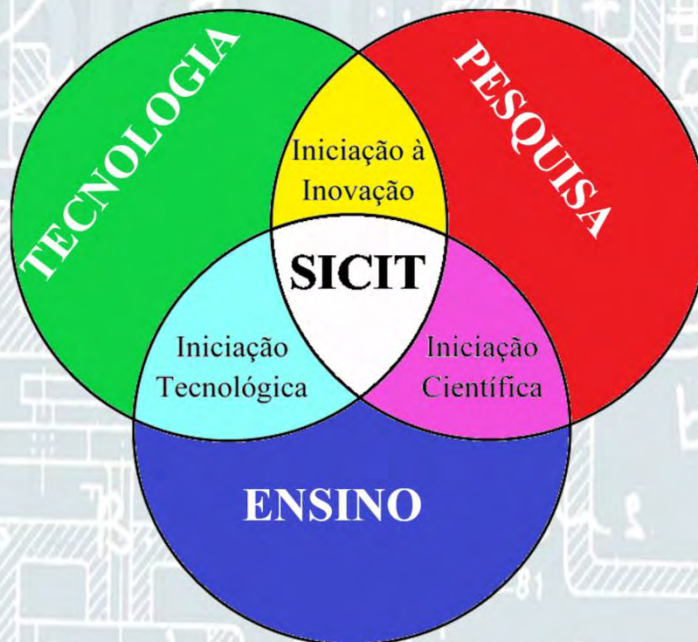 TECNOLOGIA
PESQUISA
Iniciação à
Inovação
SICIT
Iniciação
Tecnológica
Iniciação
Científica
ENSINO